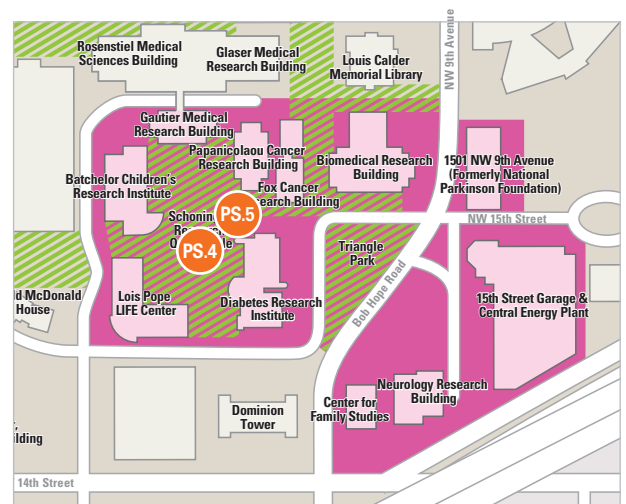 Rosenstiel Medical
Sciences Building
Glaser Medical
Research Building
Louis Calder
Memorial Library
NW 9th Avenue
Gautier Medical
Research Building
Papanicolaou Cancer
Research Building
Biomedical Research
Building
1501 NW 9th Avenue
(Formerly National
Parkinson Foundation)
Batchelor Children's
Research Institute
Fox Cancer
earch Building
Schonin
PS.5
NW 15th Street
PS.4
Triangle
Park
Bob Hope Road
ld McDonald
House
Lois Pope
LIFE Center
Diabetes Research
Institute
15th Street Garage &
Central Energy Plant
Neurology Research
Building
Center for
Family Studies
Dominion
Tower
ilding
14th Street